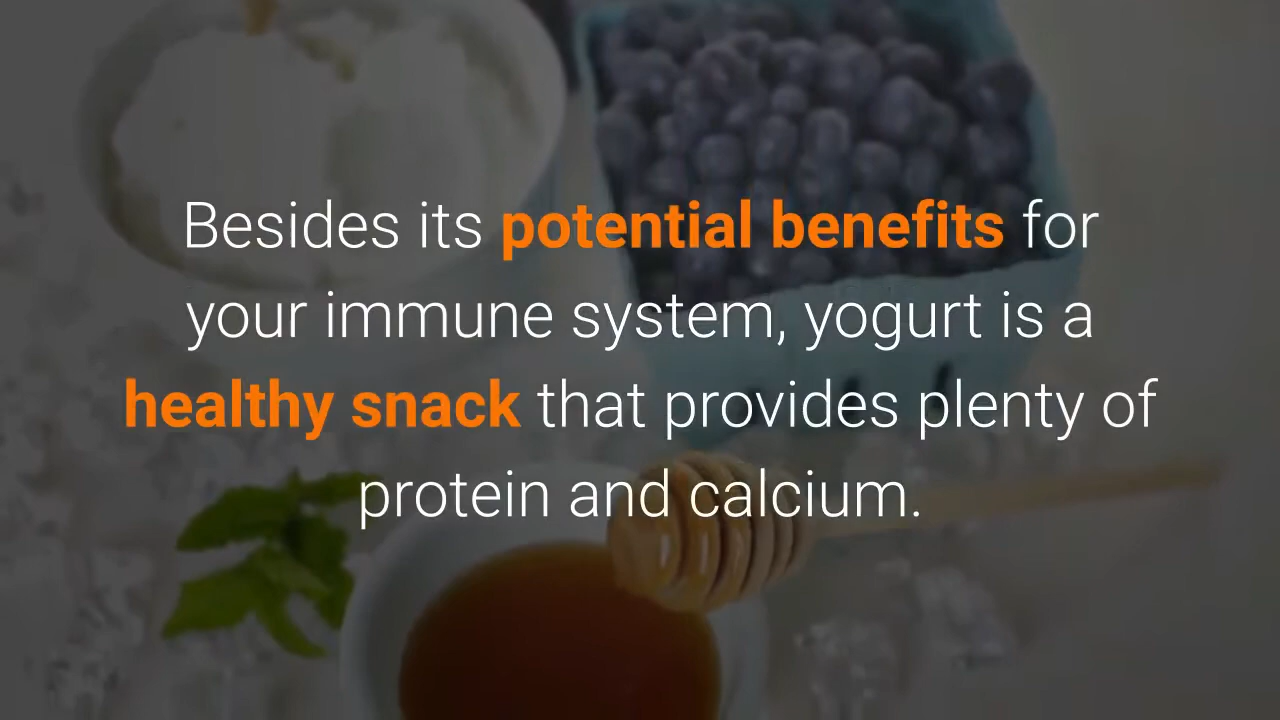 Besides its potential benefits for
your immune system, yogurt is a
healthy snack that provides plenty of
protein and calcium.